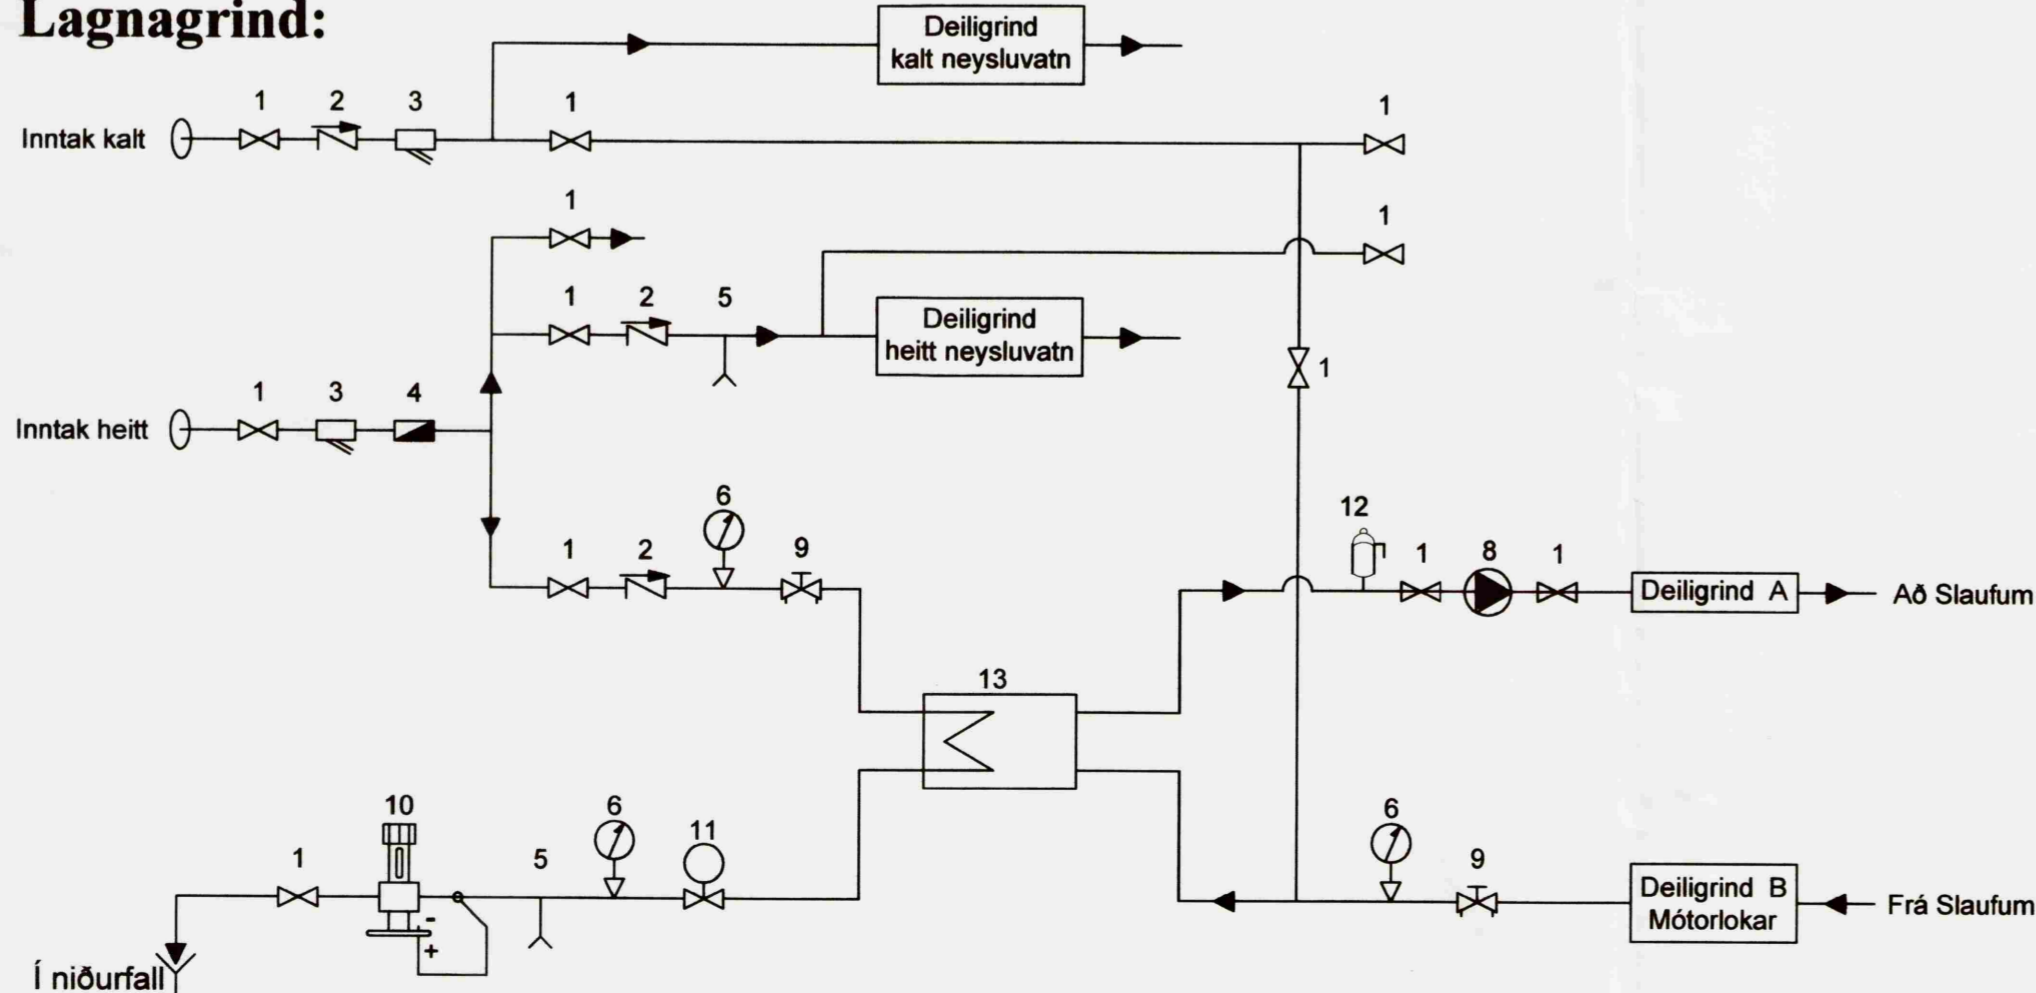 Lagnagrind:
Deiligrind
kalt neysluvatn
Inntak kalt
1
2
3
1
1
1
1
1
2
5
Deiligrind
heitt neysluvatn
1
Inntak heitt
1
3
4
1
2
6
9
12
1
8
1
Deiligrind A
Að Slaufum
13
1
10
-
+
5
6
11
6
9
Deiligrind B
Mótorlokar
Frá Slaufum
Í niðurfall